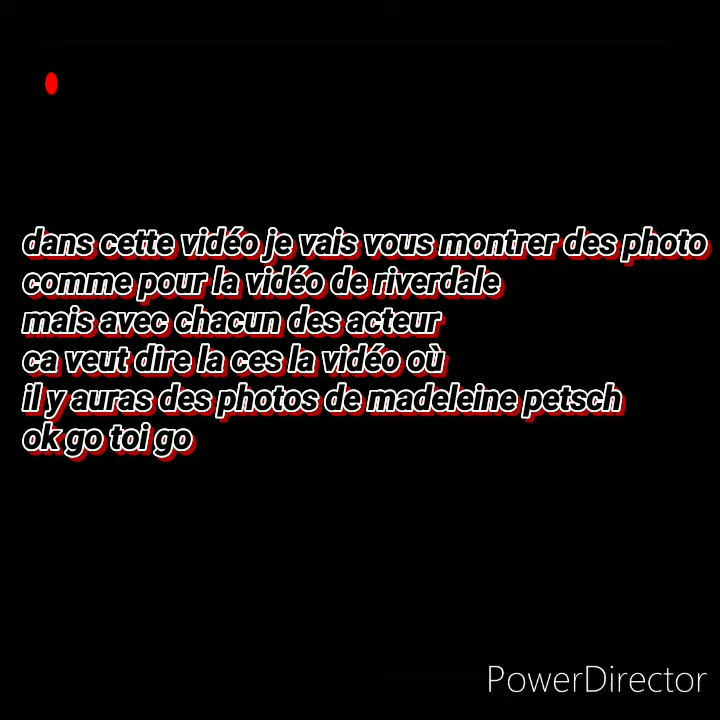 dans cette vidéo je vais vous montrer des photo
comme pour la vidéo de riverdale
mais avec chacun des acteur
ca veut dire la ces la vidéo où
il y auras des photos de madeleine petsch
ok go toi go
PowerDirector